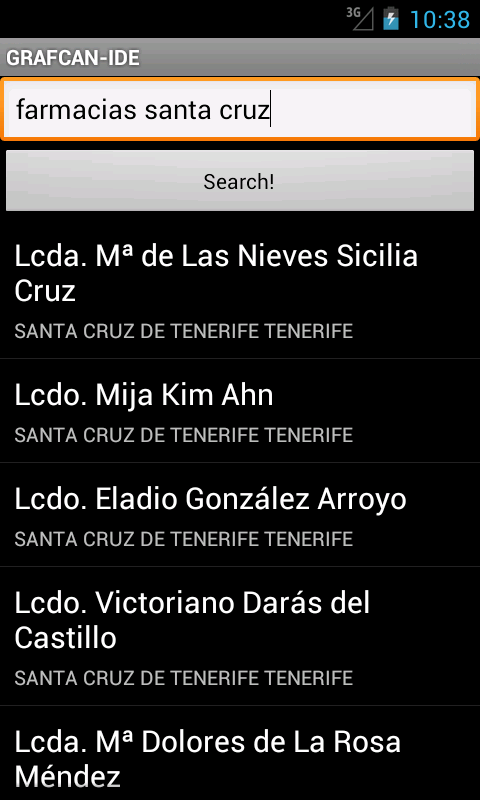 3G 10:38
GRAFCAN-IDE
farmacias santa cruz
Search!
Lcda. Mª de Las Nieves Sicilia
Cruz
SANTA CRUZ DE TENERIFE TENERIFE
Lcdo. Mija Kim Ahn
SANTA CRUZ DE TENERIFE TENERIFE
Lcdo. Eladio González Arroyo
SANTA CRUZ DE TENERIFE TENERIFE
Lcdo. Victoriano Darás del
Castillo
SANTA CRUZ DE TENERIFE TENERIFE
Lcda. Mª Dolores de La Rosa
Méndez